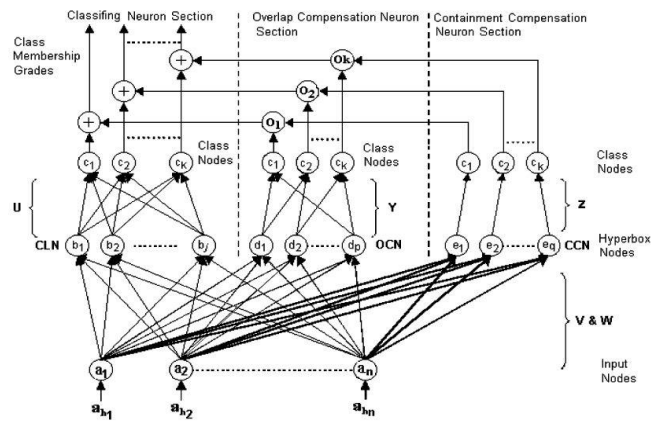 Classifing Neuron Section
Overlap Compensation Neuron
Section
Containment Compensation
Neuron Section
Class
Membership
Grades
+ + +
O1 O2 Ok
Class
Nodes
Class
Nodes
Class
Nodes
c1 c2 cK
c1 c2 cK
c1 c2 cK
U
Y
Z
CLN b1 b2 bj
d1 d2 dp OCN
e1 e2 eq CCN
Hyperbox
Nodes
V & W
a1 a2 an
Input
Nodes
ah1 ah2 ahn